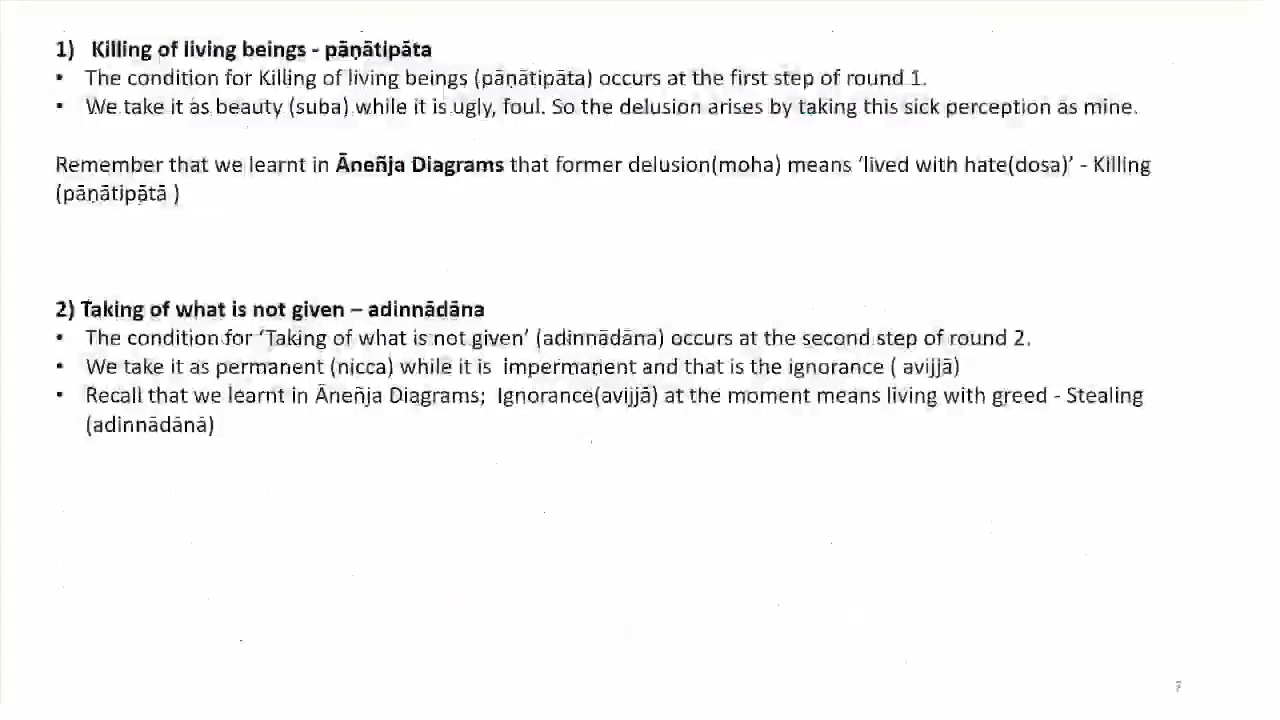 1) Killing of living beings - pāṇātipāta
• The condition for Killing of living beings (pāṇātipāta) occurs at the first step of round 1.
• We take it as beauty (suba) while it is ugly, foul. So the delusion arises by taking this sick perception as mine.
Remember that we learnt in Āneñja Diagrams that former delusion(moha) means ‘lived with hate(dosa)’ - Killing
(pāṇātipātā )
2) Taking of what is not given – adinnādāna
• The condition for ‘Taking of what is not given’ (adinnādāna) occurs at the second step of round 2.
• We take it as permanent (nicca) while it is impermanent and that is the ignorance ( avijjā)
• Recall that we learnt in Āneñja Diagrams; Ignorance(avijjā) at the moment means living with greed - Stealing
(adinnādānā)
7